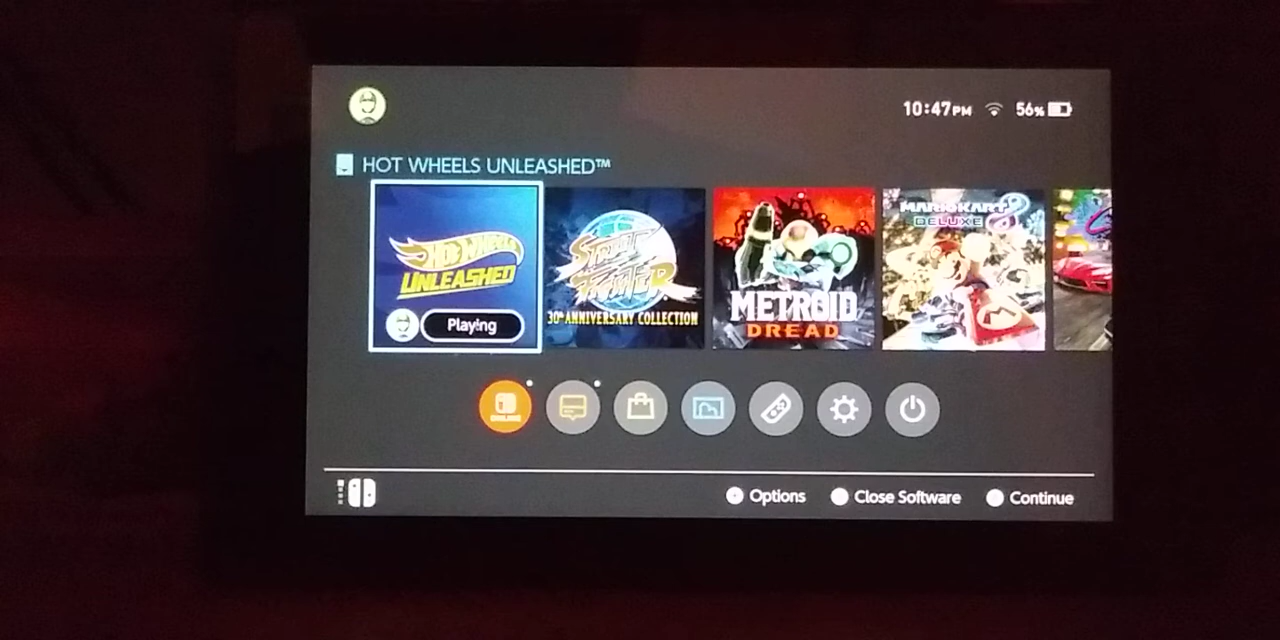 10:47PM 56%
HOT WHEELS UNLEASHED™
HOT WHEELS
UNLEASHED
Playing
STREET
FIGHTER
30th ANNIVERSARY COLLECTION
METROID
DREAD
MARIOKART 8
DELUXE
Options
Close Software
Continue